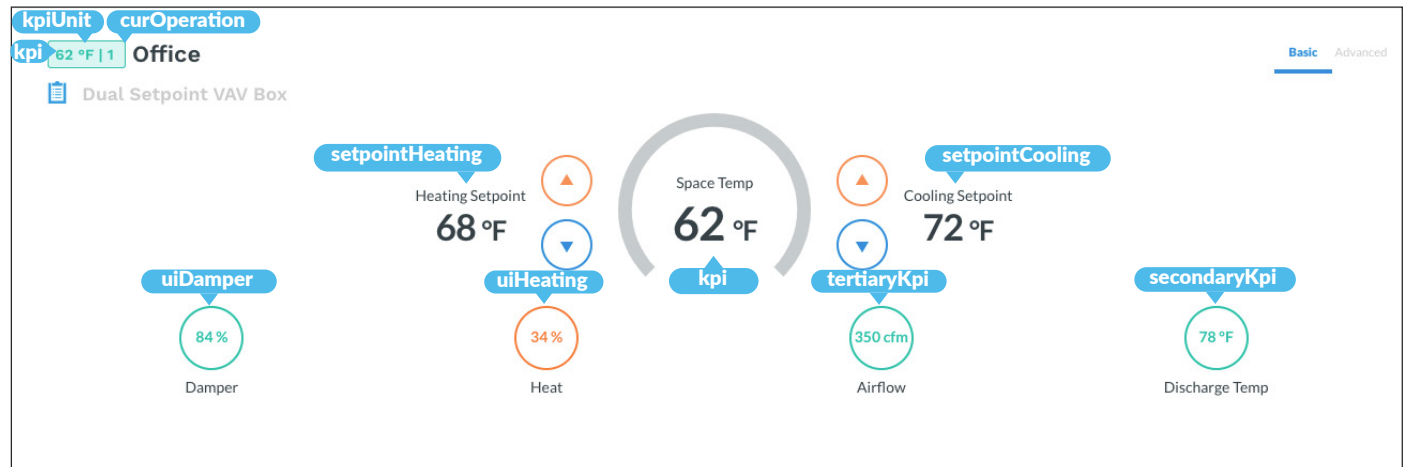 kpiUnit curOperation
kpi 62 °F | 1 Office
Basic Advanced
Dual Setpoint VAV Box
setpointHeating setpointCooling
Space Temp
Heating Setpoint Cooling Setpoint
68 °F 62 °F 72 °F
uiDamper uiHeating kpi tertiaryKpi secondaryKpi
84 % 34 % 350 cfm 78 °F
Damper Heat Airflow Discharge Temp